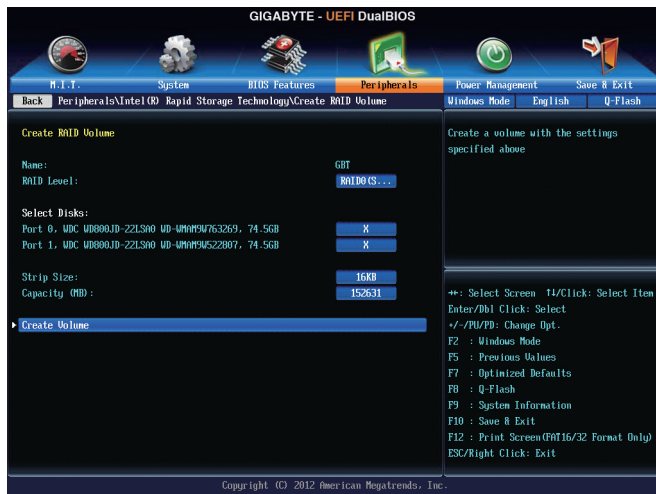 GIGABYTE - UEFI DualBIOS
M.I.T. System BIOS Features Peripherals Power Management Save & Exit
Back Peripherals\Intel(R) Rapid Storage Technology\Create RAID Volume Windows Mode English Q-Flash
Create RAID Volume
Name: GBT
RAID Level: RAID0(S...
Select Disks:
Port 0, WDC WD800JD-22LSA0 WD-WMAM9W763269, 74.5GB X
Port 1, WDC WD800JD-22LSA0 WD-WMAM9W522807, 74.5GB X
Strip Size: 16KB
Capacity (MB): 152631
Create Volume
Create a volume with the settings
specified above
→←: Select Screen ↑↓/Click: Select Item
Enter/Dbl Click: Select
+/-/PU/PD: Change Opt.
F2 : Windows Mode
F5 : Previous Values
F7 : Optimized Defaults
F8 : Q-Flash
F9 : System Information
F10 : Save & Exit
F12 : Print Screen(FAT16/32 Format Only)
ESC/Right Click: Exit
Copyright (C) 2012 American Megatrends, Inc.